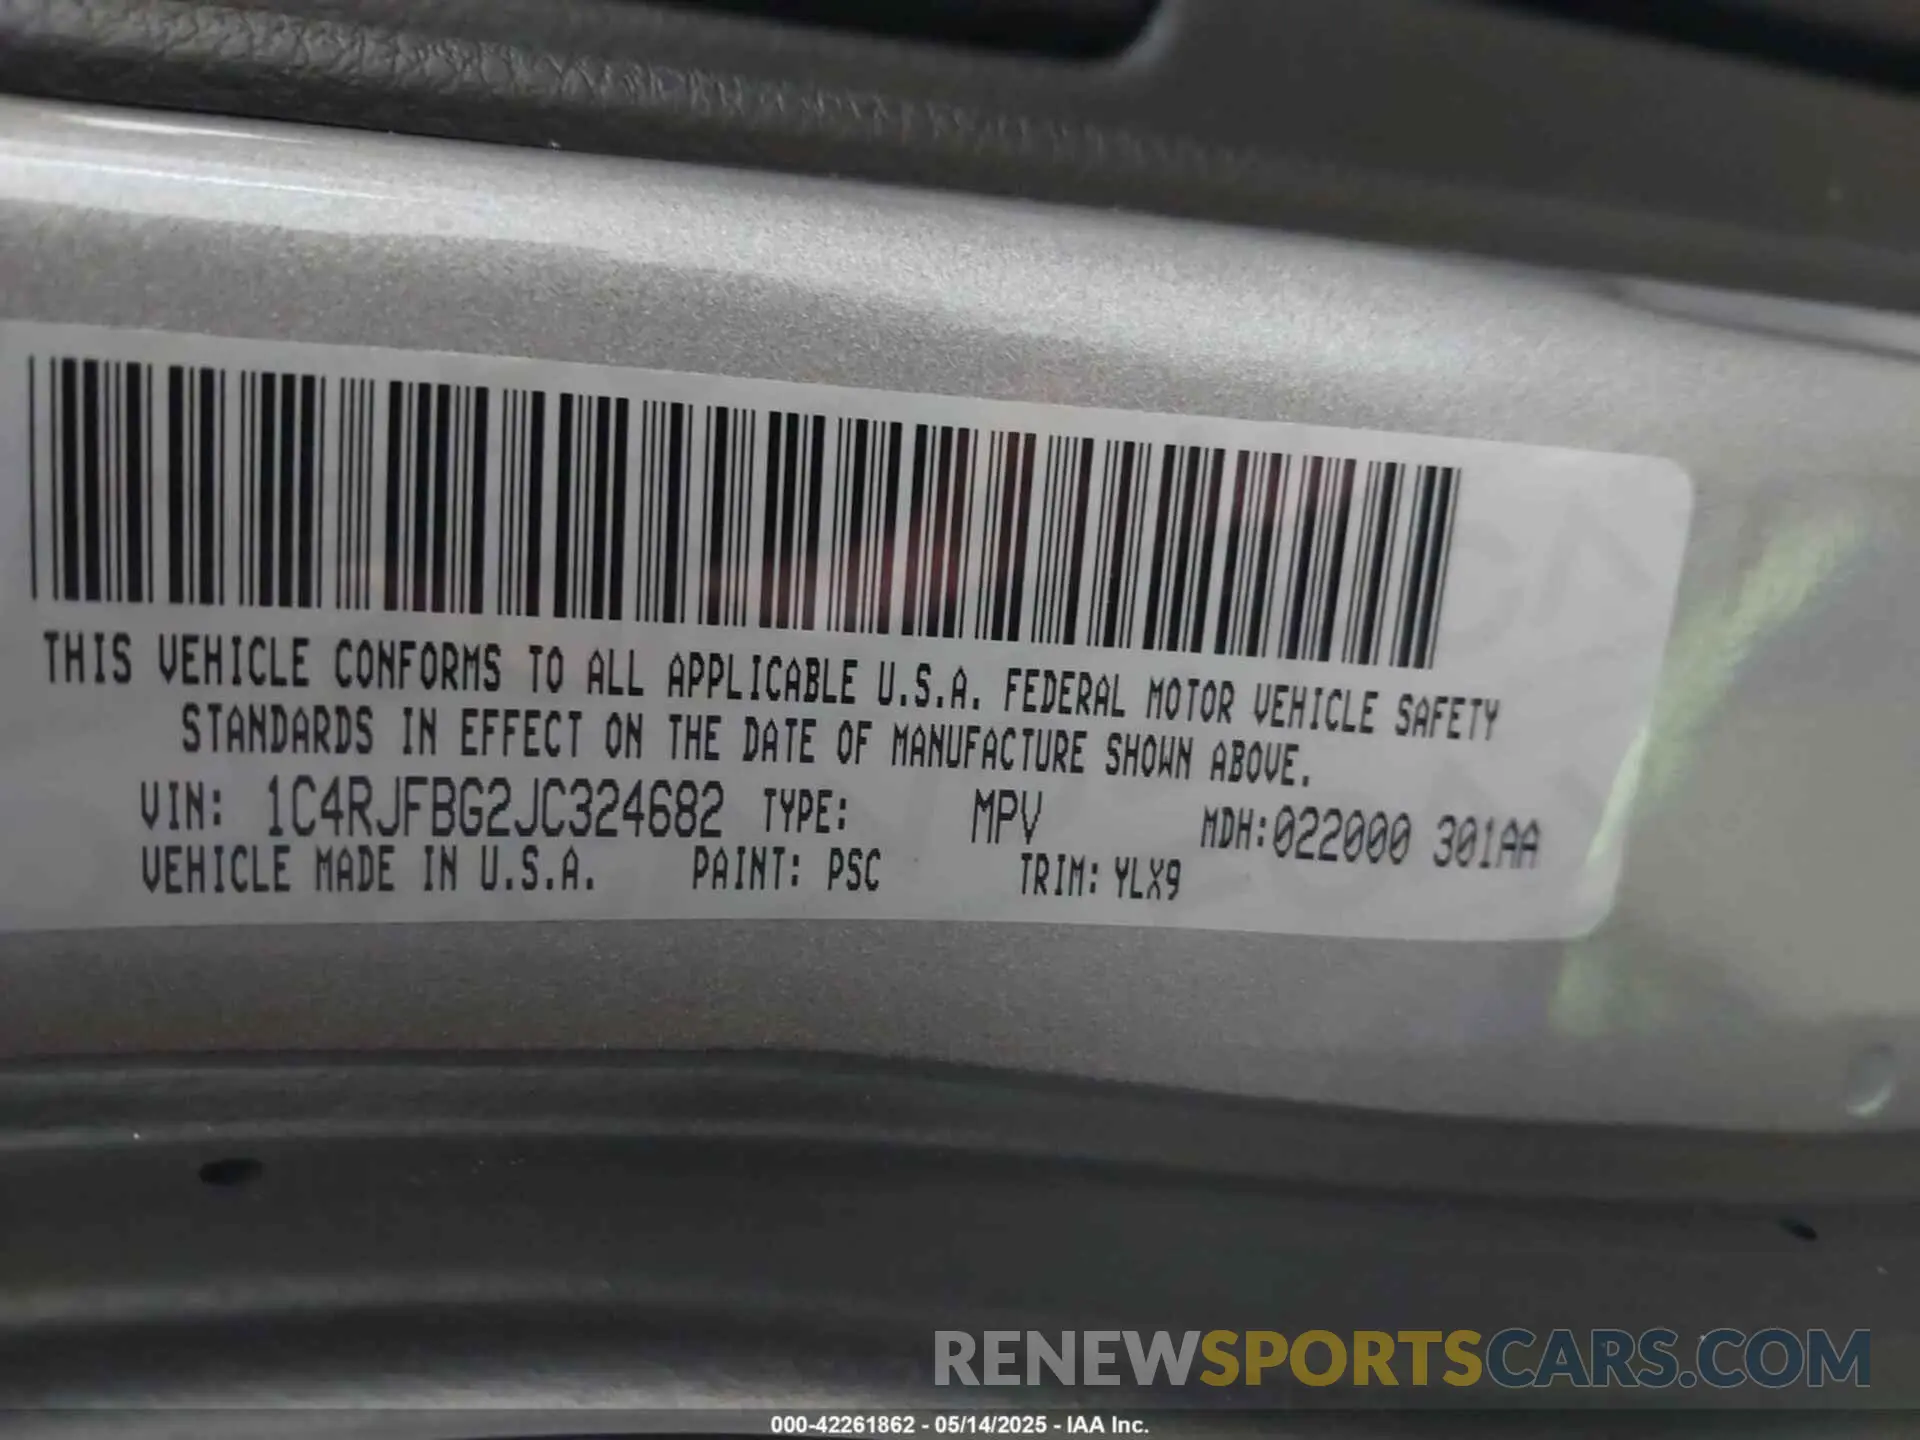 THIS VEHICLE CONFORMS TO ALL APPLICABLE U.S.A. FEDERAL MOTOR VEHICLE SAFETY
STANDARDS IN EFFECT ON THE DATE OF MANUFACTURE SHOWN ABOVE.
VIN: 1C4RJFBG2JC324682 TYPE: MPV MDH:022000 301AA
VEHICLE MADE IN U.S.A. PAINT: PSC TRIM: YLX9
RENEWSPORTSCARS.COM
000-42261862 - 05/14/2025 - IAA Inc.